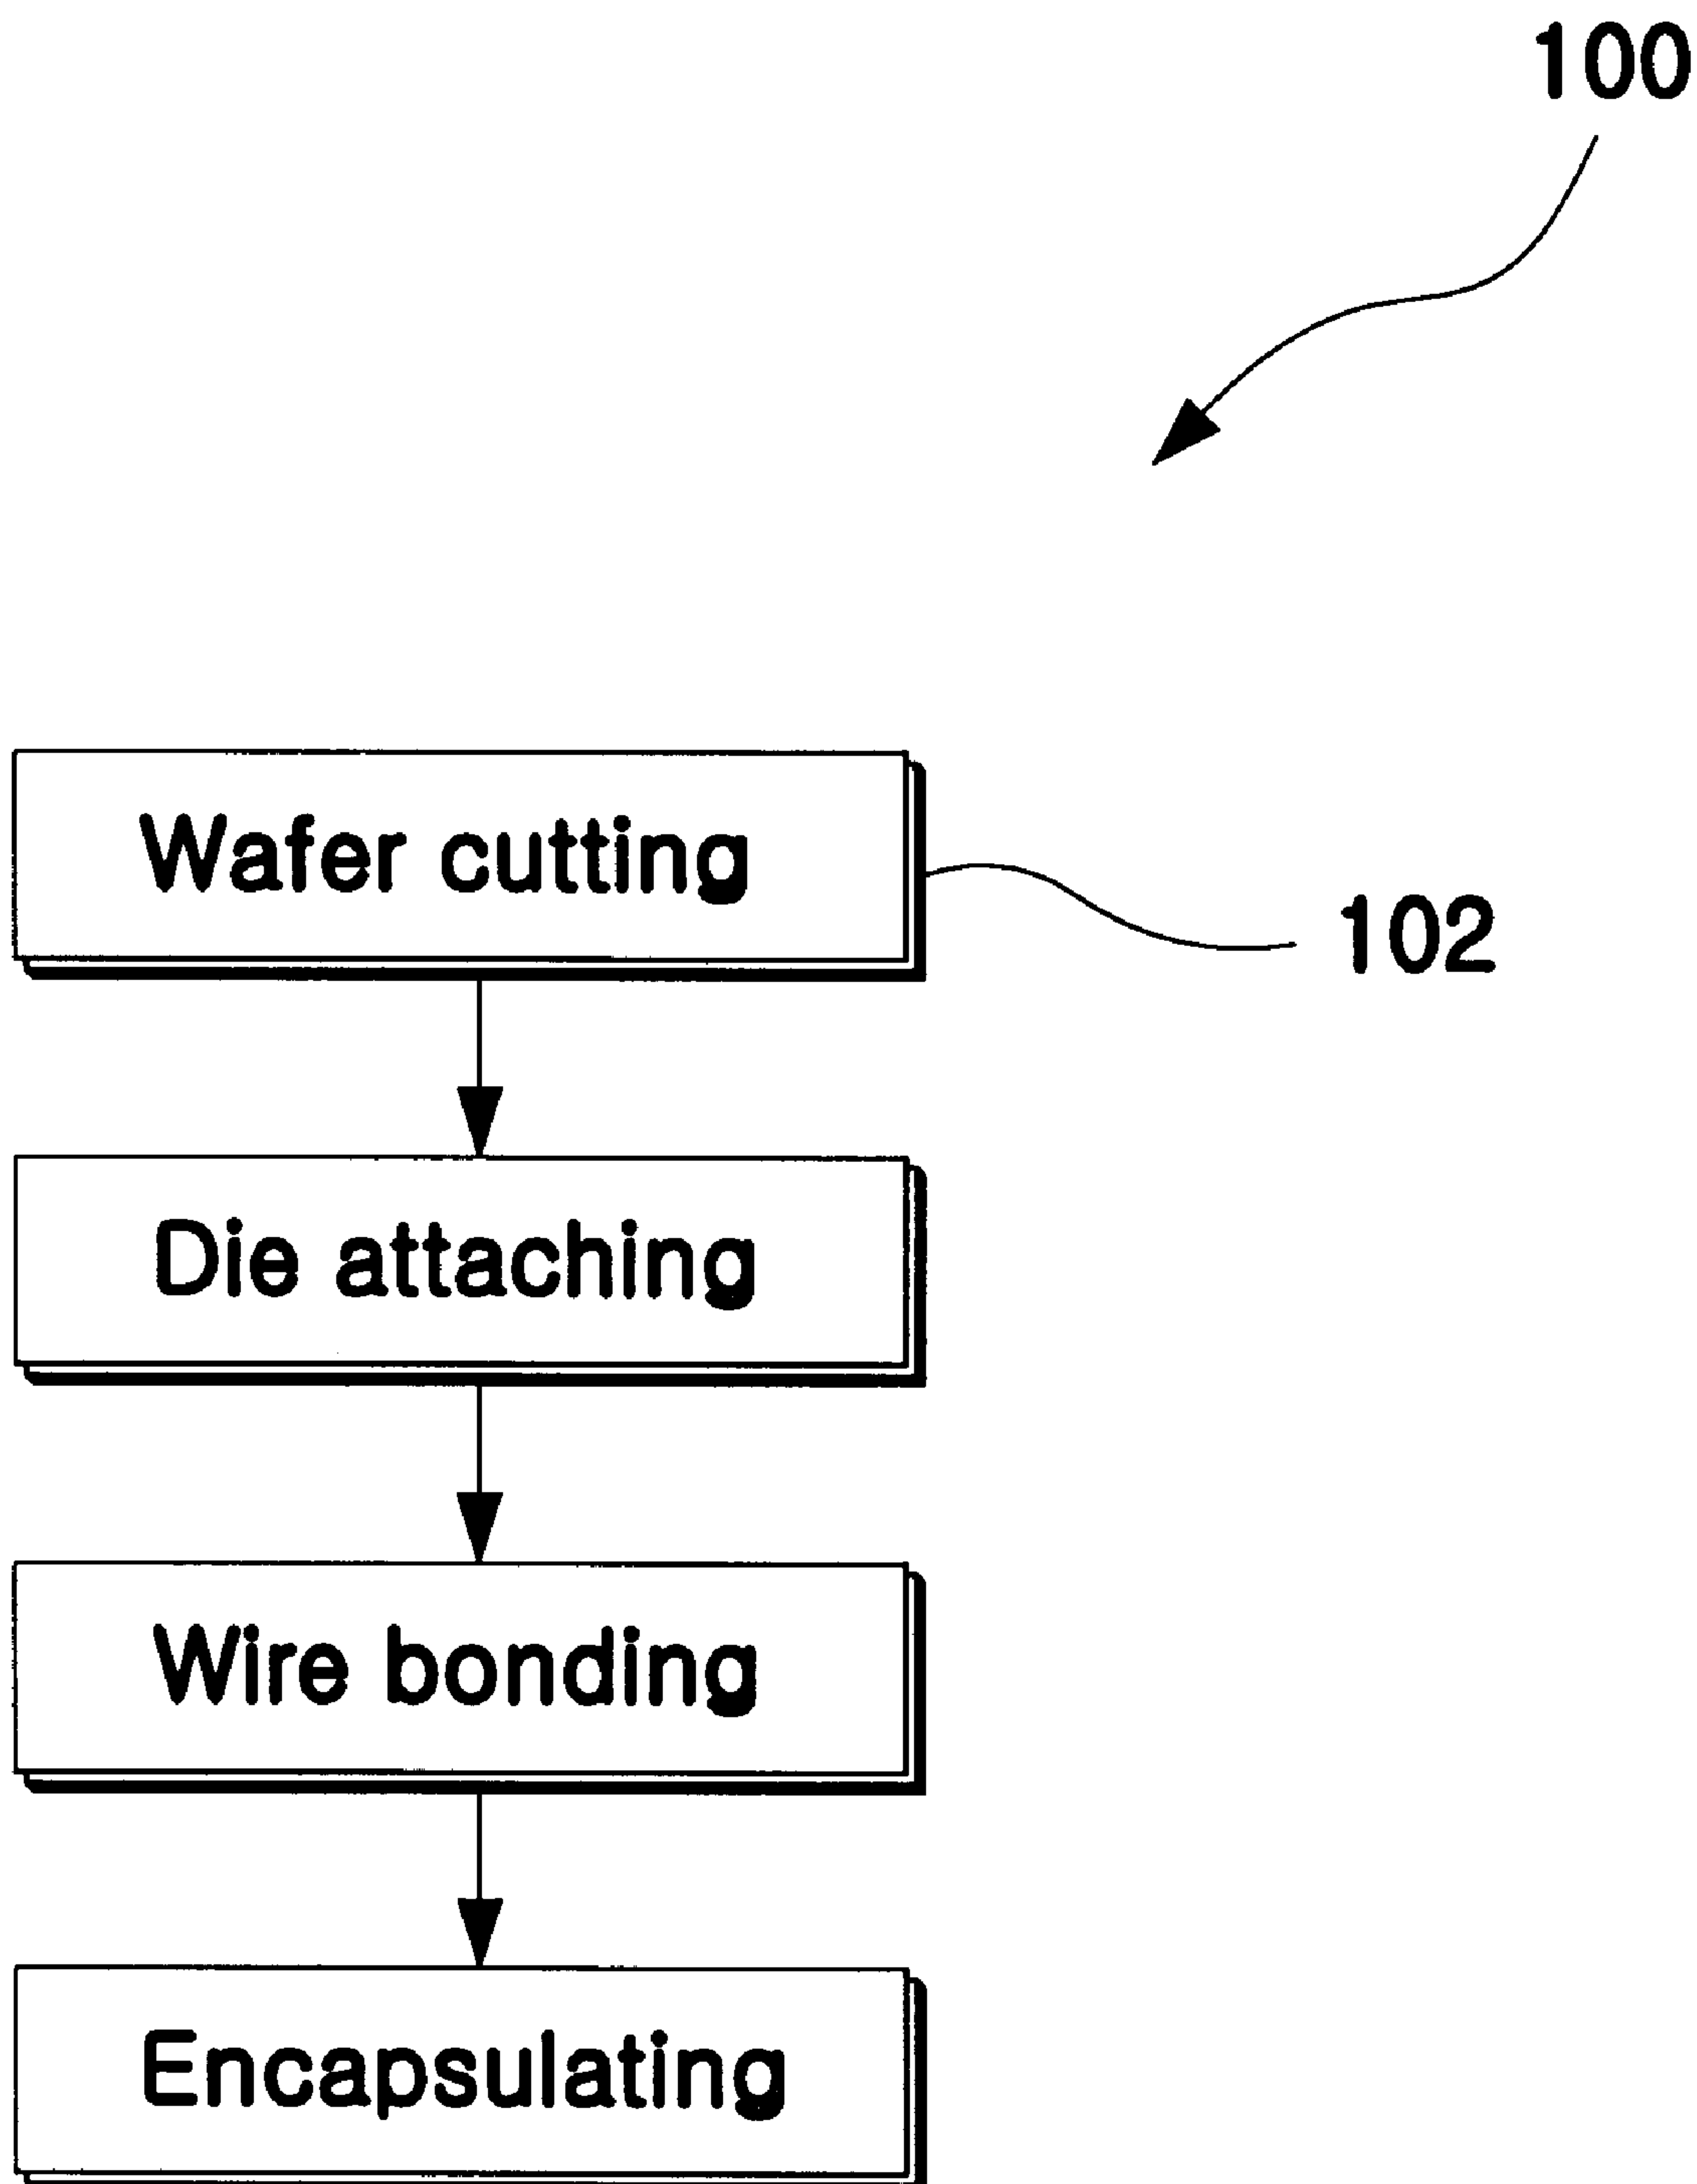 100
Wafer cutting
102
Die attaching
Wire bonding
Encapsulating